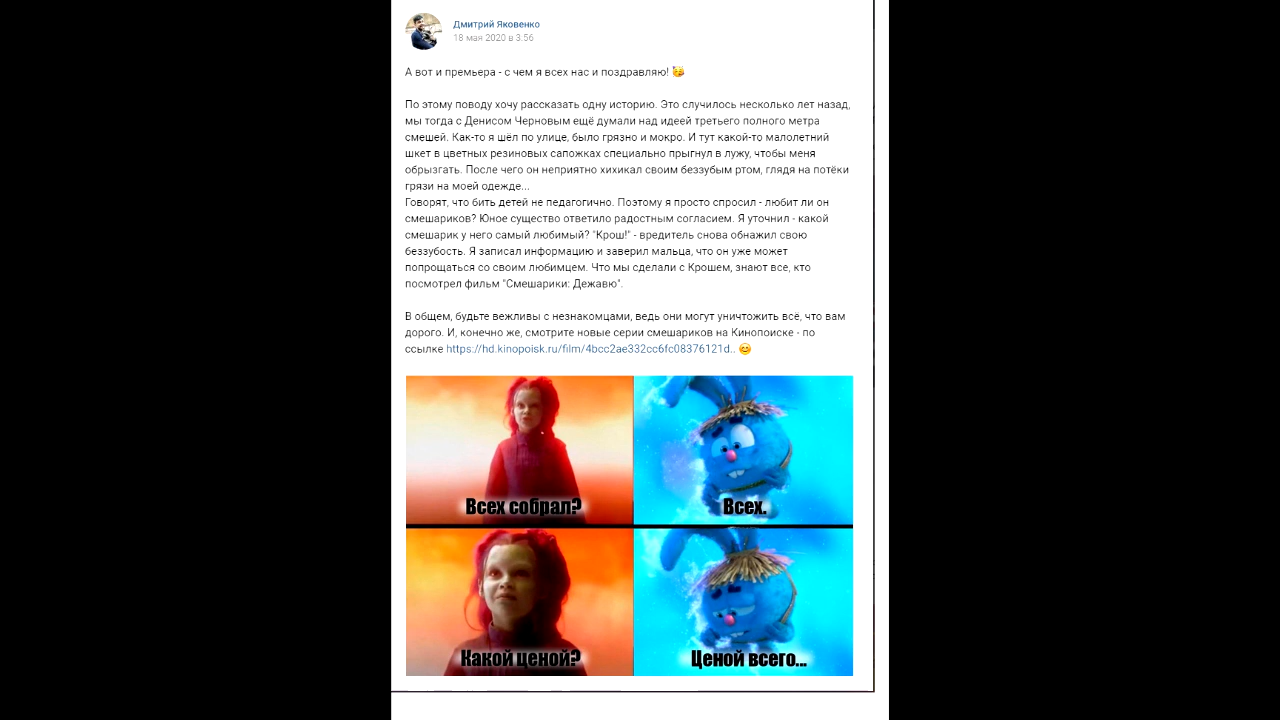 Дмитрий Яковенко
18 мая 2020 в 3:56
А вот и премьера - с чем я всех нас и поздравляю! 🥳
По этому поводу хочу рассказать одну историю. Это случилось несколько лет назад,
мы тогда с Денисом Черновым ещё думали над идеей третьего полного метра
смешей. Как-то я шёл по улице, было грязно и мокро. И тут какой-то малолетний
шкет в цветных резиновых сапожках специально прыгнул в лужу, чтобы меня
обрызгать. После чего он неприятно хихикал своим беззубым ртом, глядя на потёки
грязи на моей одежде...
Говорят, что бить детей не педагогично. Поэтому я просто спросил - любит ли он
смешариков? Юное существо ответило радостным согласием. Я уточнил - какой
смешарик у него самый любимый? "Крош!" - вредитель снова обнажил свою
беззубость. Я записал информацию и заверил мальца, что он уже может
попрощаться со своим любимцем. Что мы сделали с Крошем, знают все, кто
посмотрел фильм "Смешарики: Дежавю".
В общем, будьте вежливы с незнакомцами, ведь они могут уничтожить всё, что вам
дорого. И, конечно же, смотрите новые серии смешариков на Кинопоиске - по
ссылке https://hd.kinopoisk.ru/film/4bcc2ae332cc6fc08376121d.. 😊
Всех собрал?
Всех.
Какой ценой?
Ценой всего...